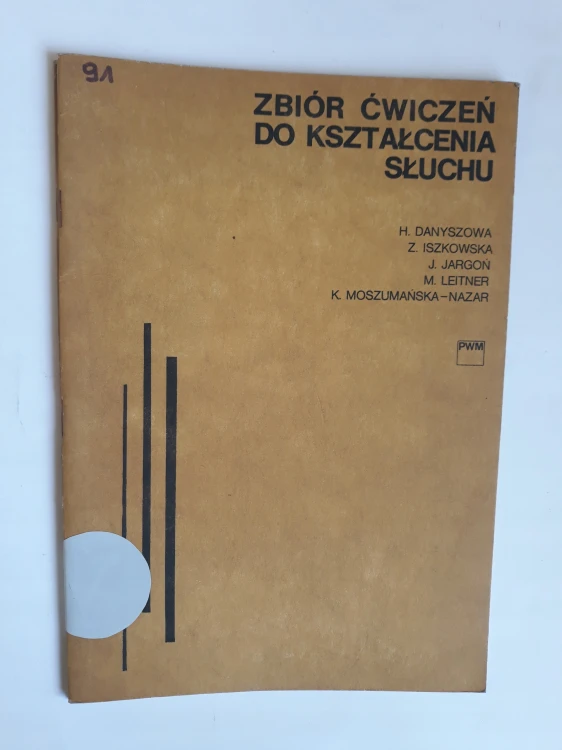 91
ZBIÓR ĆWICZEŃ
DO KSZTAŁCENIA
SŁUCHU
H. DANYSZOWA
Z. ISZKOWSKA
J. JARGOŃ
M. LEITNER
K. MOSZUMAŃSKA-NAZAR
PWM